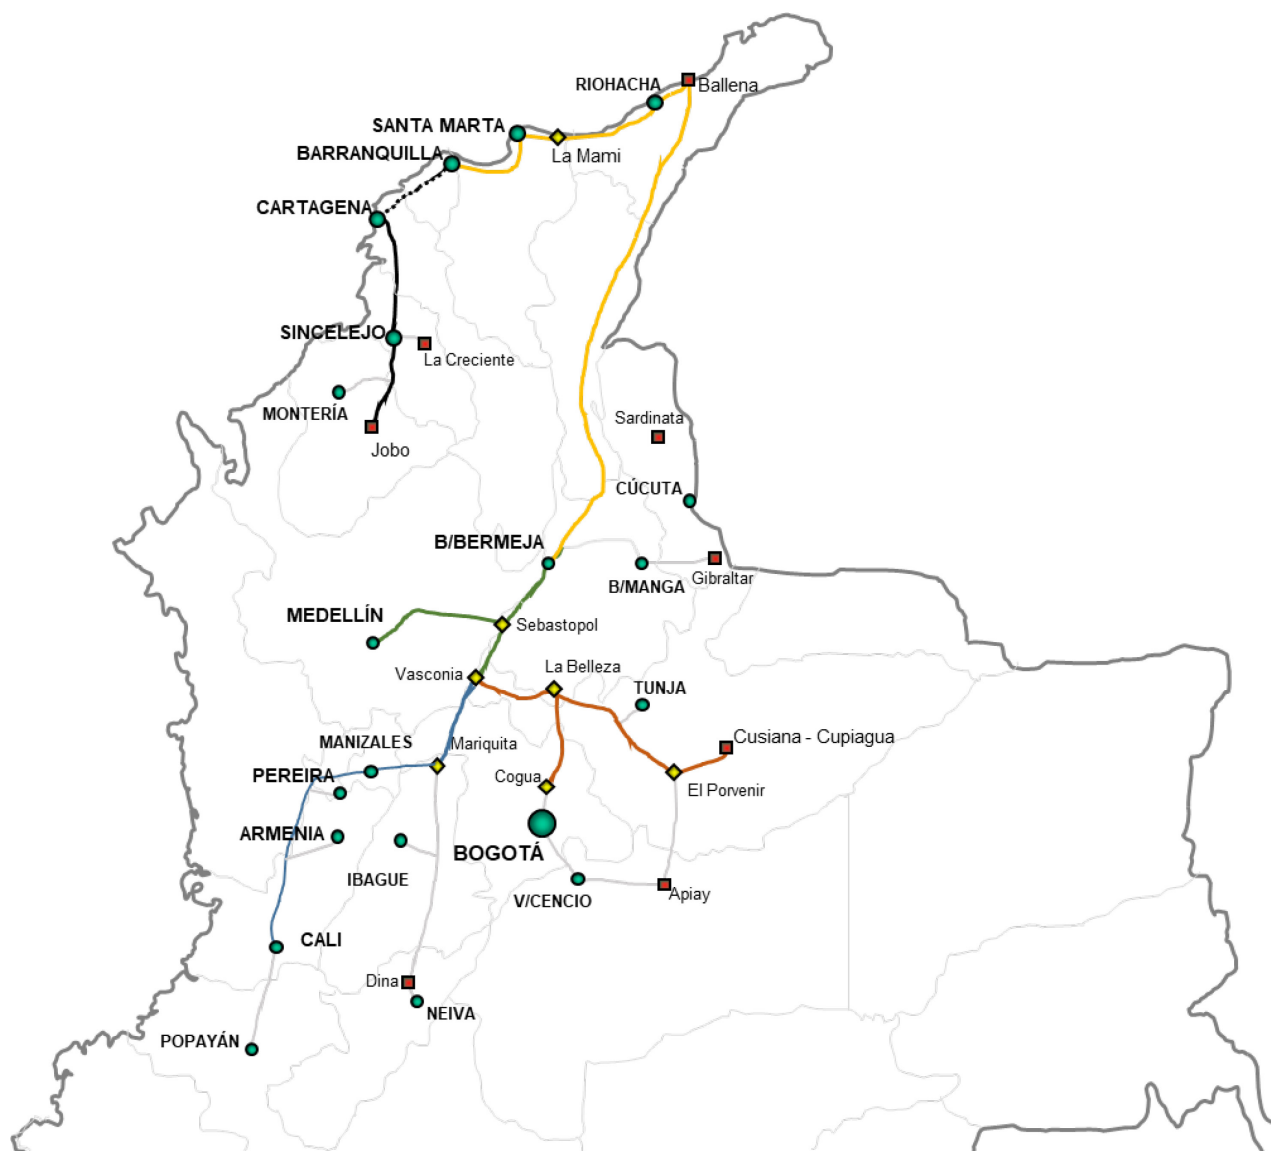 RIOHACHA
Ballena
SANTA MARTA
BARRANQUILLA
La Mami
CARTAGENA
SINCELEJO
La Creciente
MONTERÍA
Jobo
Sardinata
CÚCUTA
B/BERMEJA
B/MANGA
Gibraltar
MEDELLÍN
Sebastopol
Vasconia
La Belleza
TUNJA
MANIZALES
Mariquita
Cusiana - Cupiagua
PEREIRA
Cogua
El Porvenir
ARMENIA
BOGOTÁ
IBAGUE
V/CENCIO
Apiay
CALI
Dina
NEIVA
POPAYÁN